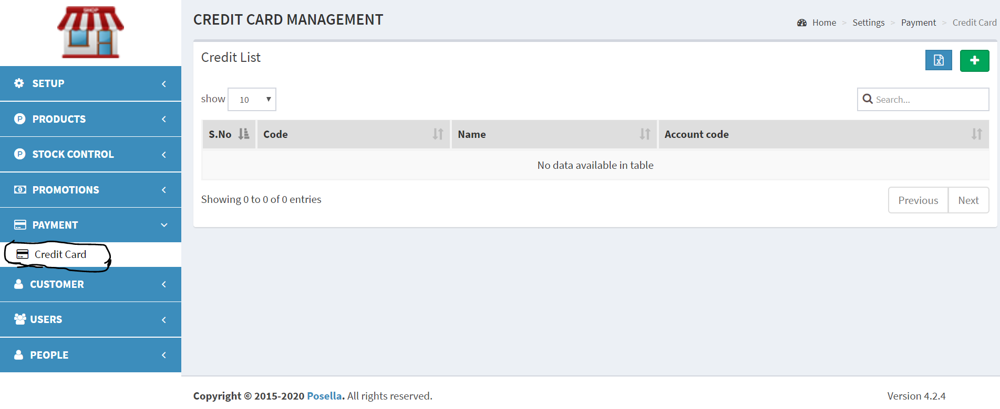 SHOP
CREDIT CARD MANAGEMENT
Home > Settings > Payment > Credit Card
Credit List
SETUP
show 10
Search...
PRODUCTS
S.No Code Name Account code
STOCK CONTROL
No data available in table
PROMOTIONS
Showing 0 to 0 of 0 entries
Previous Next
PAYMENT
Credit Card
CUSTOMER
USERS
PEOPLE
Copyright © 2015-2020 Posella. All rights reserved.
Version 4.2.4